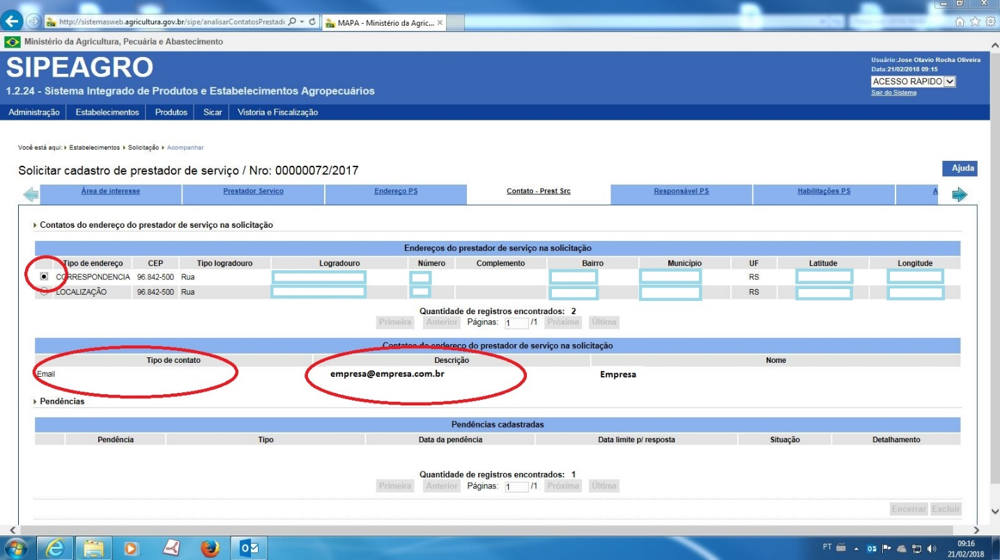 http://sistemasweb.agricultura.gov.br/sipe/analisarContatosPrestad
MAPA - Ministério da Agric...
Ministério da Agricultura, Pecuária e Abastecimento
SIPEAGRO
1.2.24 - Sistema Integrado de Produtos e Estabelecimentos Agropecuários
Usuário:Jose Otavio Rocha Oliveira
Data:21/02/2018 09:15
ACESSO RÁPIDO
Sair do Sistema
Administração Estabelecimentos Produtos Sicar Vistoria e Fiscalização
Você está aqui: Estabelecimentos Solicitação Acompanhar
Solicitar cadastro de prestador de serviço / Nro: 00000072/2017
Ajuda
Área de interesse Prestador Servico Endereço PS Contato - Prest Src Responsável PS Habilitações PS A
Contatos do endereço do prestador de serviço na solicitação
Endereços do prestador de serviço na solicitação
Tipo de endereço CEP Tipo logradouro Logradouro Número Complemento Bairro Município UF Latitude Longitude
CORRESPONDENCIA 96.842-500 Rua RS
LOCALIZAÇÃO 96.842-500 Rua RS
Quantidade de registros encontrados: 2
Primeira Anterior Páginas: 1 /1 Próxima Última
Contatos do endereço do prestador de serviço na solicitação
Tipo de contato Descrição Nome
Email empresa@empresa.com.br Empresa
Pendências
Pendências cadastradas
Pendência Tipo Data da pendência Data limite p/ resposta Situação Detalhamento
Quantidade de registros encontrados: 1
Primeira Anterior Páginas: 1 /1 Próxima Última
Encerrar Excluir
PT 09:16
21/02/2018